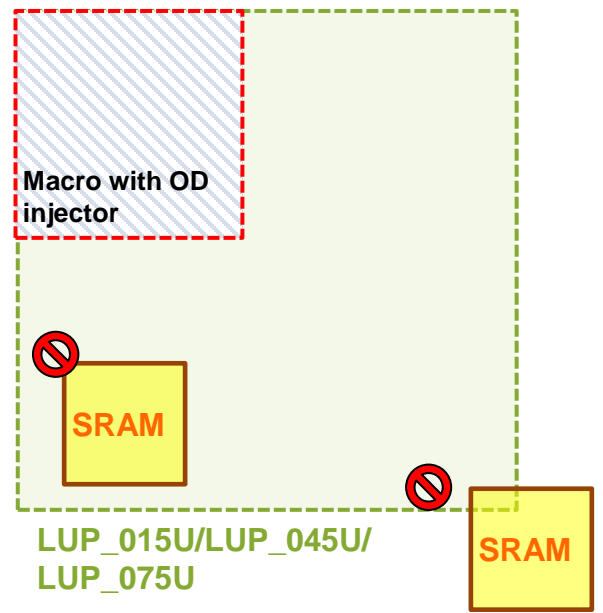 Macro with OD
injector
SRAM
LUP_015U/LUP_045U/
LUP_075U
SRAM